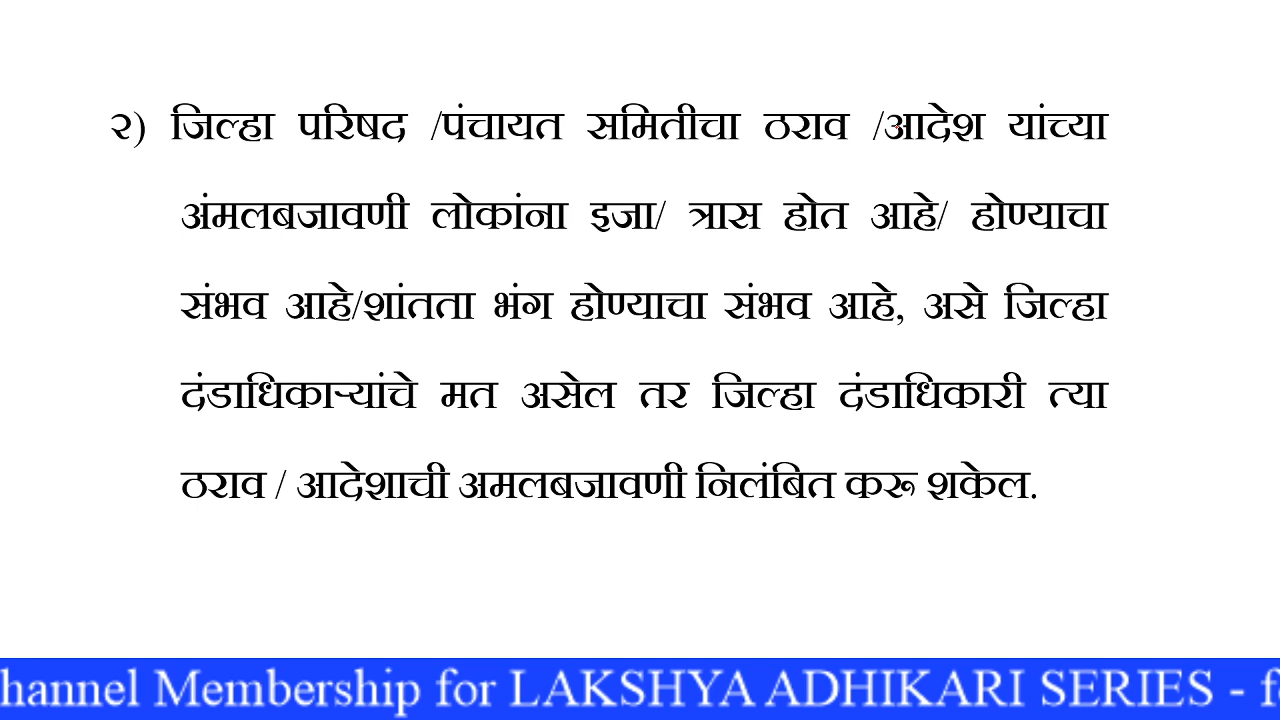 २) जिल्हा परिषद /पंचायत समितीचा ठराव /आदेश यांच्या
अंमलबजावणी लोकांना इजा/ त्रास होत आहे/ होण्याचा
संभव आहे/शांतता भंग होण्याचा संभव आहे, असे जिल्हा
दंडाधिकाऱ्यांचे मत असेल तर जिल्हा दंडाधिकारी त्या
ठराव / आदेशाची अमलबजावणी निलंबित करू शकेल.
hannel Membership for LAKSHYA ADHIKARI SERIES - f